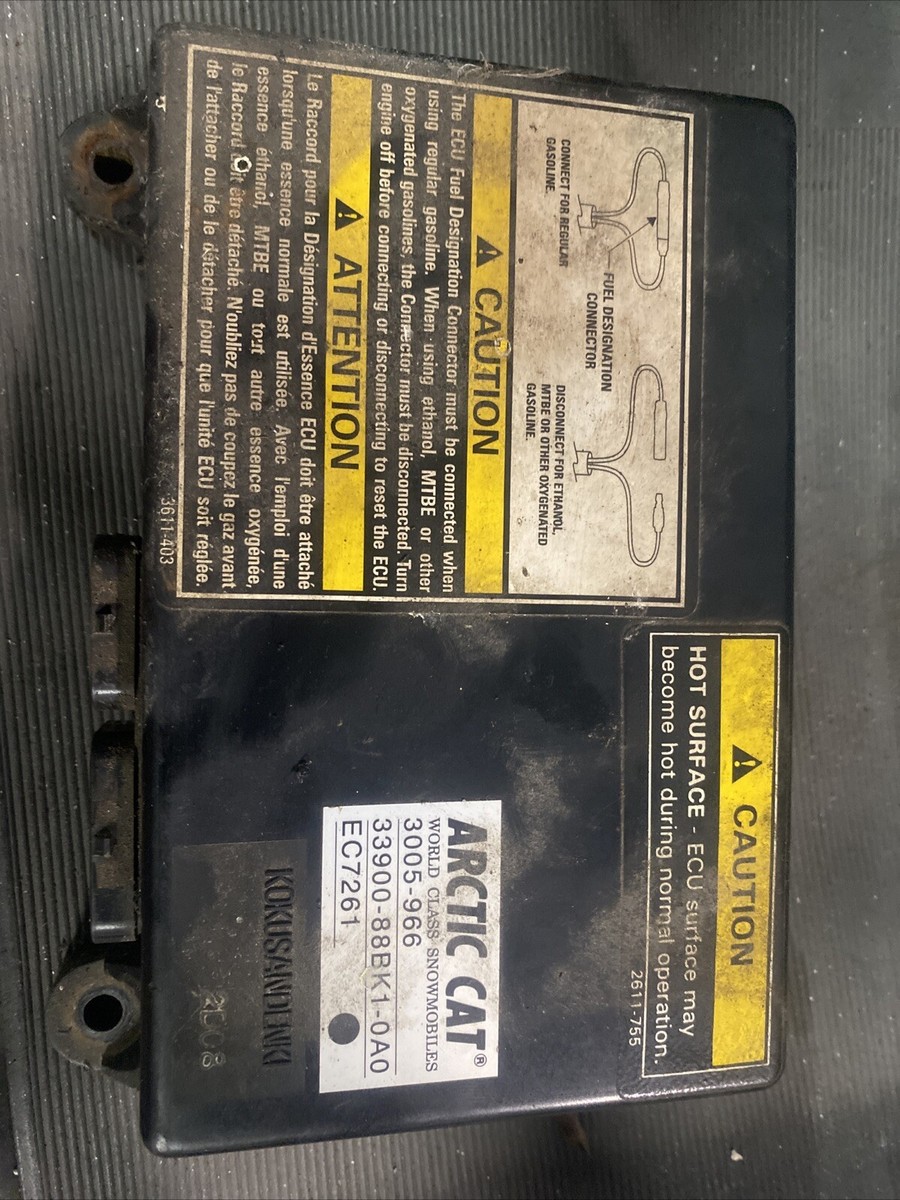 CONNECT FOR REGULAR
GASOLINE.
FUEL DESIGNATION
CONNECTOR
DISCONNECT FOR ETHANOL,
MTBE OR OTHER OXYGENATED
GASOLINE.
CAUTION
The ECU Fuel Designation Connector must be connected when
using regular gasoline. When using ethanol, MTBE or other
oxygenated gasolines, the Connector must be disconnected. Turn
engine off before connecting or disconnecting to reset the ECU.
ATTENTION
Le Raccord pour la Désignation d'Essence ECU doit être attaché
lorsqu'une essence normale est utilisée. Avec l'emploi d'une
essence éthanol, MTBE ou tout autre essence oxygénée,
le Raccord être détaché. N'oubliez pas de coupez le gaz avant
de l'attacher ou de le détacher pour que l'unité ECU soit réglée.
3611-403
CAUTION
HOT SURFACE - ECU surface may
become hot during normal operation.
2611-755
ARCTIC CAT®
WORLD CLASS SNOWMOBILES
3005-966
33900-88BK1-0A0
EC7261
KOKUSANDENKI